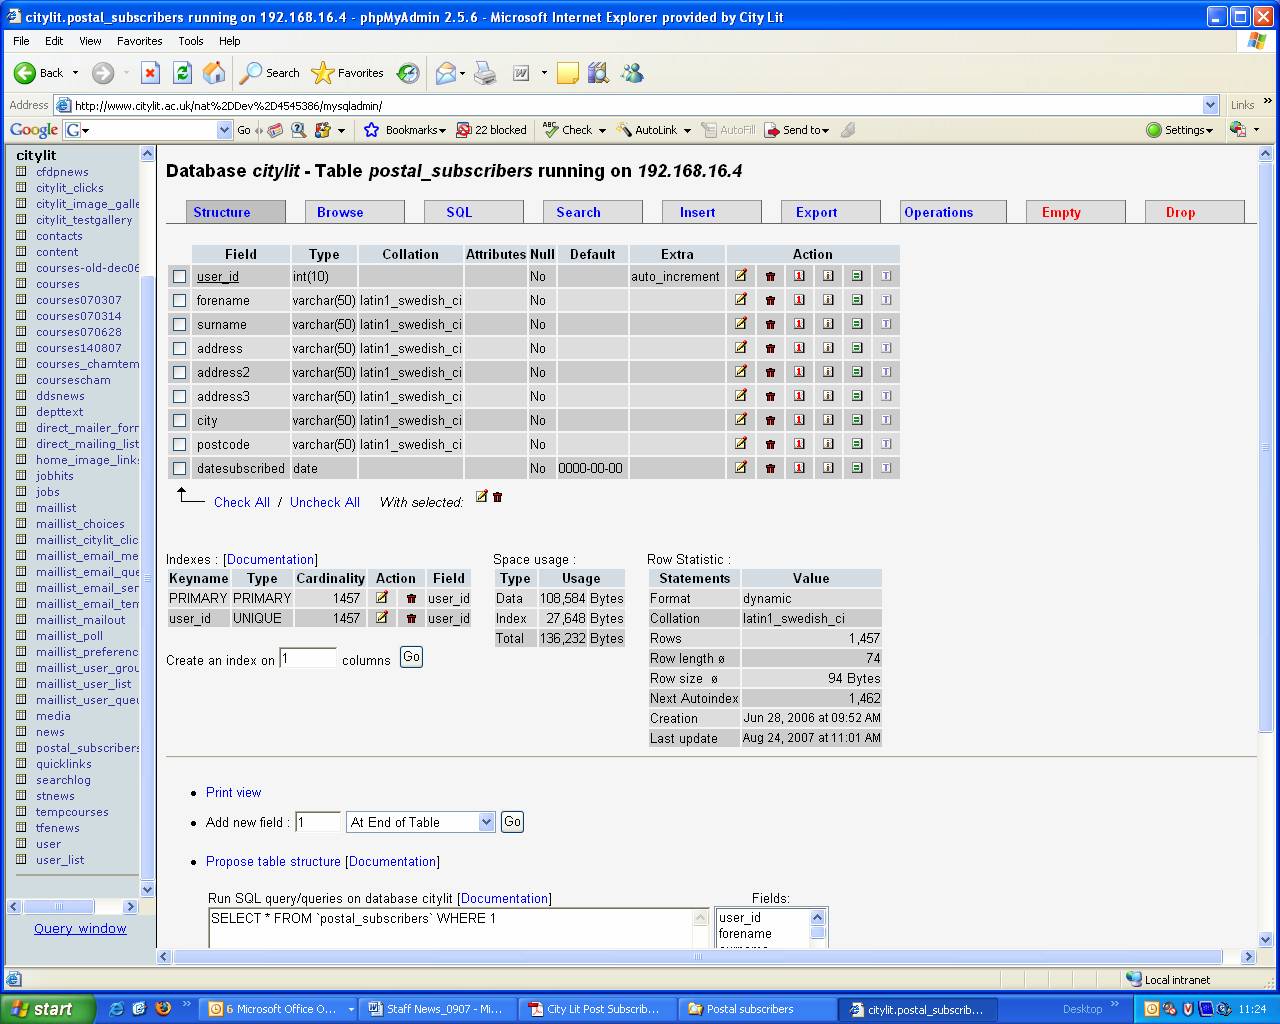 citylit.postal_subscribers running on 192.168.16.4 - phpMyAdmin 2.5.6 - Microsoft Internet Explorer provided by City Lit
File Edit View Favorites Tools Help
Back Search Favorites
Address http://www.citylit.ac.uk/nat%2DDev%2D4545386/mysqladmin/ Links »
Google G Go 22 blocked Bookmarks Check AutoLink AutoFill Send to Settings
citylit
cfdpnews
citylit_clicks
citylit_image_galle
citylit_testgallery
contacts
content
courses-old-dec06
courses
courses070307
courses070314
courses070628
courses140807
courses_chamtem
coursescham
ddsnews
depttext
direct_mailer_forr
direct_mailing_list
home_image_links
jobhits
jobs
maillist
maillist_choices
maillist_citylit_clic
maillist_email_me
maillist_email_que
maillist_email_ser
maillist_email_tem
maillist_mailout
maillist_poll
maillist_preferenc
maillist_user_grou
maillist_user_list
maillist_user_queu
media
news
postal_subscribers
quicklinks
searchlog
stnews
tempcourses
tfenews
user
user_list
Query window
Database citylit - Table postal_subscribers running on 192.168.16.4
Structure Browse SQL Search Insert Export Operations Empty Drop
Field Type Collation Attributes Null Default Extra Action
user_id int(10) No auto_increment
forename varchar(50) latin1_swedish_ci No
surname varchar(50) latin1_swedish_ci No
address varchar(50) latin1_swedish_ci No
address2 varchar(50) latin1_swedish_ci No
address3 varchar(50) latin1_swedish_ci No
city varchar(50) latin1_swedish_ci No
postcode varchar(50) latin1_swedish_ci No
datesubscribed date No 0000-00-00
Check All / Uncheck All With selected:
Indexes : [Documentation]
Keyname Type Cardinality Action Field
PRIMARY PRIMARY 1457 user_id
user_id UNIQUE 1457 user_id
Create an index on 1 columns Go
Space usage :
Type Usage
Data 108,584 Bytes
Index 27,648 Bytes
Total 136,232 Bytes
Row Statistic :
Statements Value
Format dynamic
Collation latin1_swedish_ci
Rows 1,457
Row length ø 74
Row size ø 94 Bytes
Next Autoindex 1,462
Creation Jun 28, 2006 at 09:52 AM
Last update Aug 24, 2007 at 11:01 AM
Print view
Add new field : 1 At End of Table Go
Propose table structure [Documentation]
Run SQL query/queries on database citylit [Documentation]
SELECT * FROM `postal_subscribers` WHERE 1
Fields:
user_id
forename
Local intranet
start » 6 Microsoft Office O... Staff News_0907 - Mi... City Lit Post Subscrib... Postal subscribers citylit.postal_subscrib... Desktop » 11:24